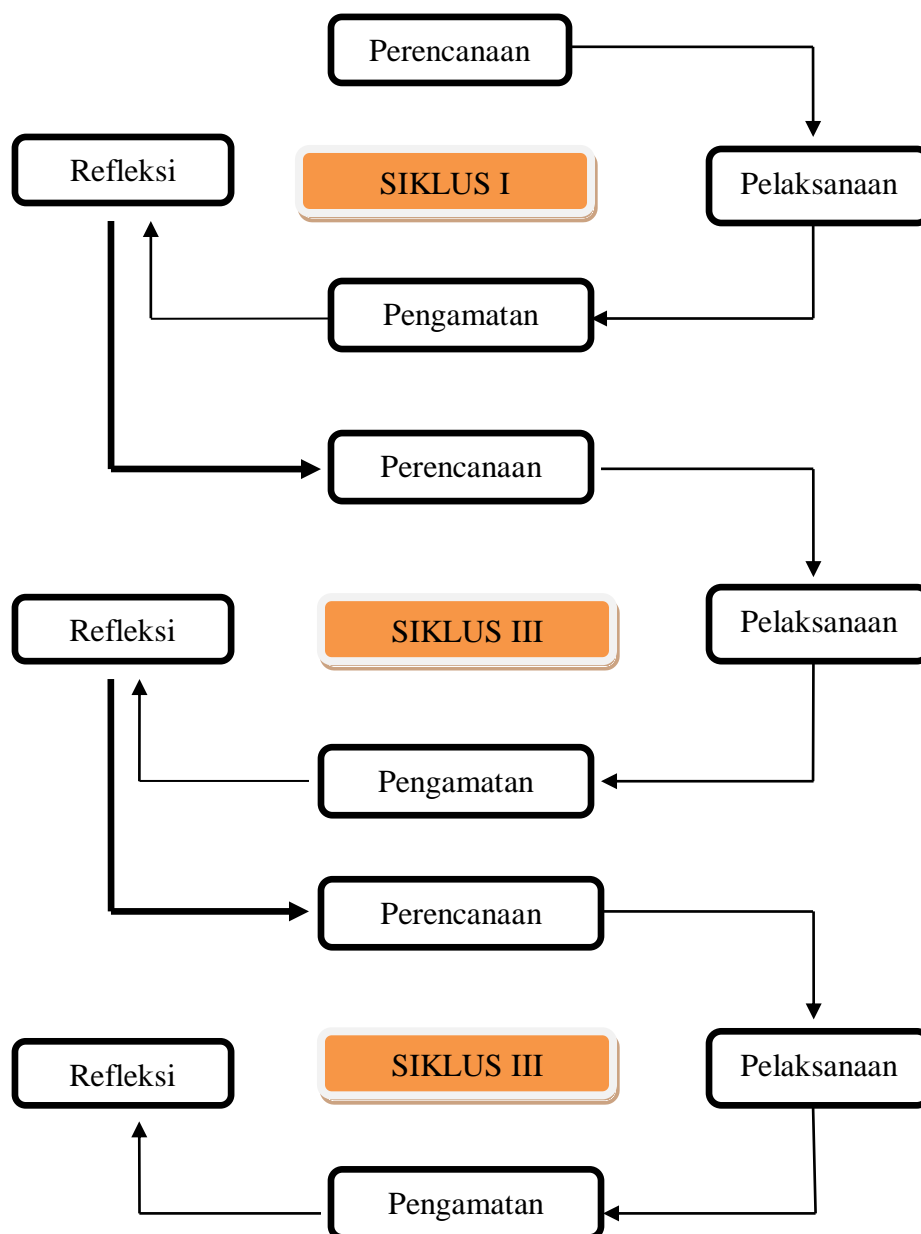 Perencanaan
Refleksi
SIKLUS I
Pelaksanaan
Pengamatan
Perencanaan
Refleksi
SIKLUS III
Pelaksanaan
Pengamatan
Perencanaan
Refleksi
SIKLUS III
Pelaksanaan
Pengamatan